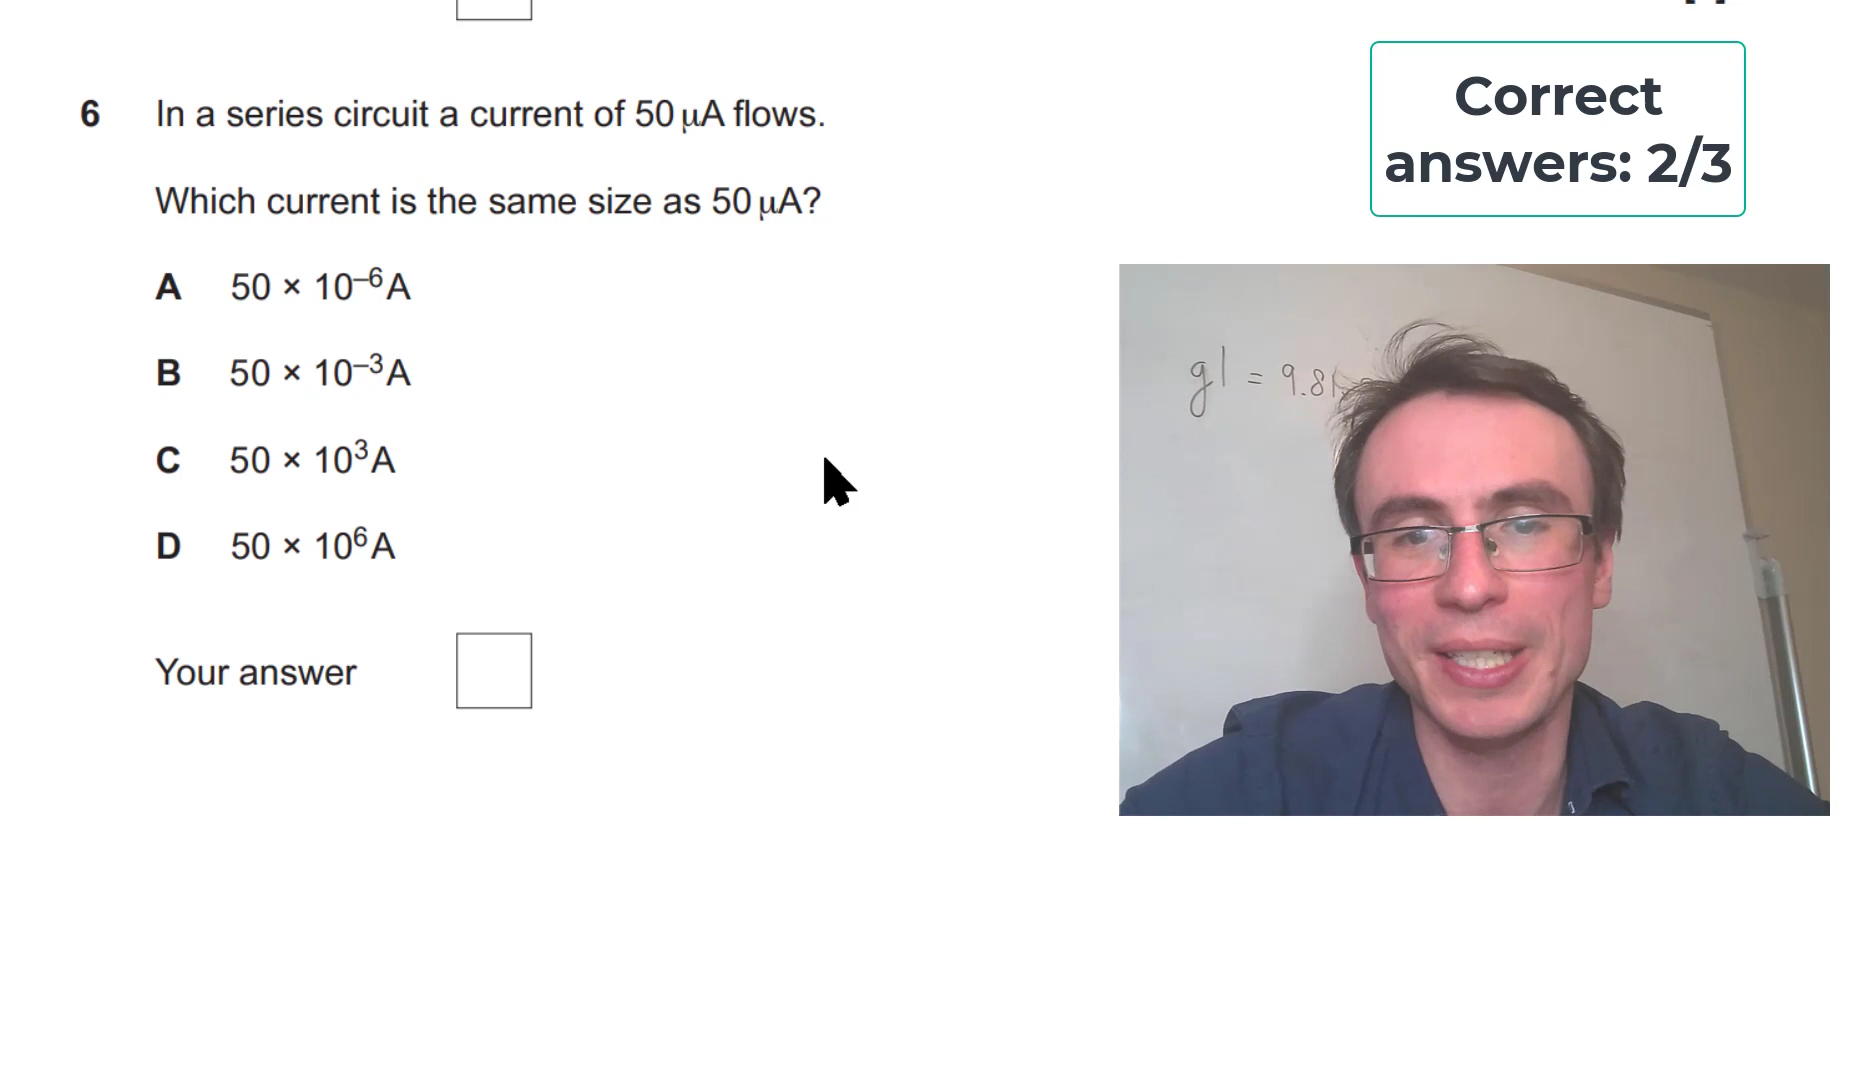 6 In a series circuit a current of 50 μA flows.
Which current is the same size as 50 μA?
A 50 × 10⁻⁶ A
B 50 × 10⁻³ A
C 50 × 10³ A
D 50 × 10⁶ A
Your answer
Correct
answers: 2/3
g| = 9.81